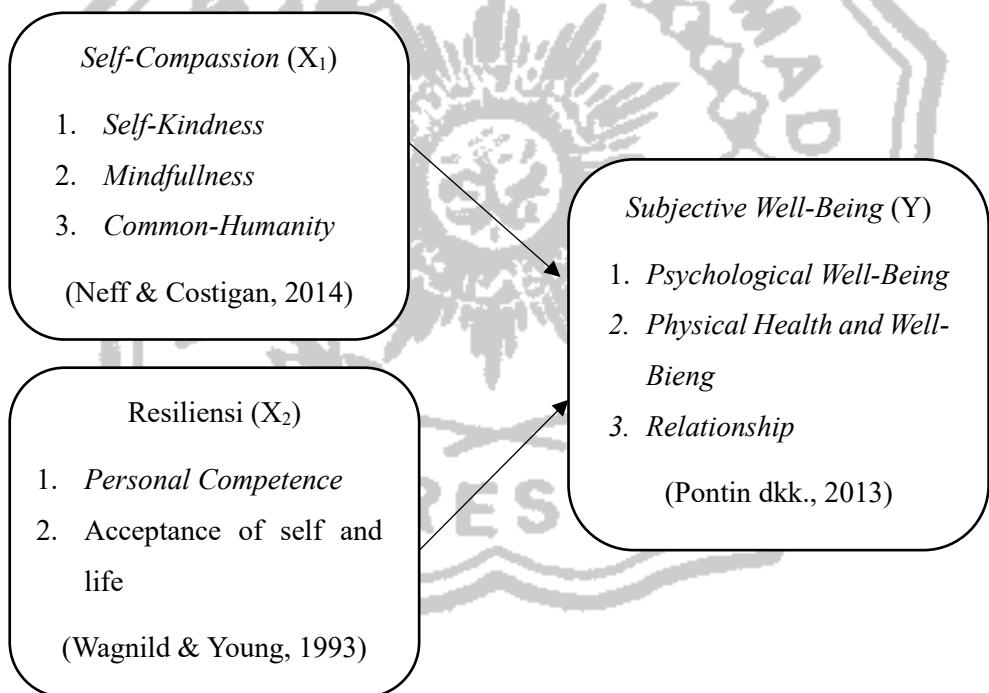 Self-Compassion (X₁)
1. Self-Kindness
2. Mindfullness
3. Common-Humanity
(Neff & Costigan, 2014)
Resiliensi (X₂)
1. Personal Competence
2. Acceptance of self and
life
(Wagnild & Young, 1993)
Subjective Well-Being (Y)
1. Psychological Well-Being
2. Physical Health and Well-
Bieng
3. Relationship
(Pontin dkk., 2013)